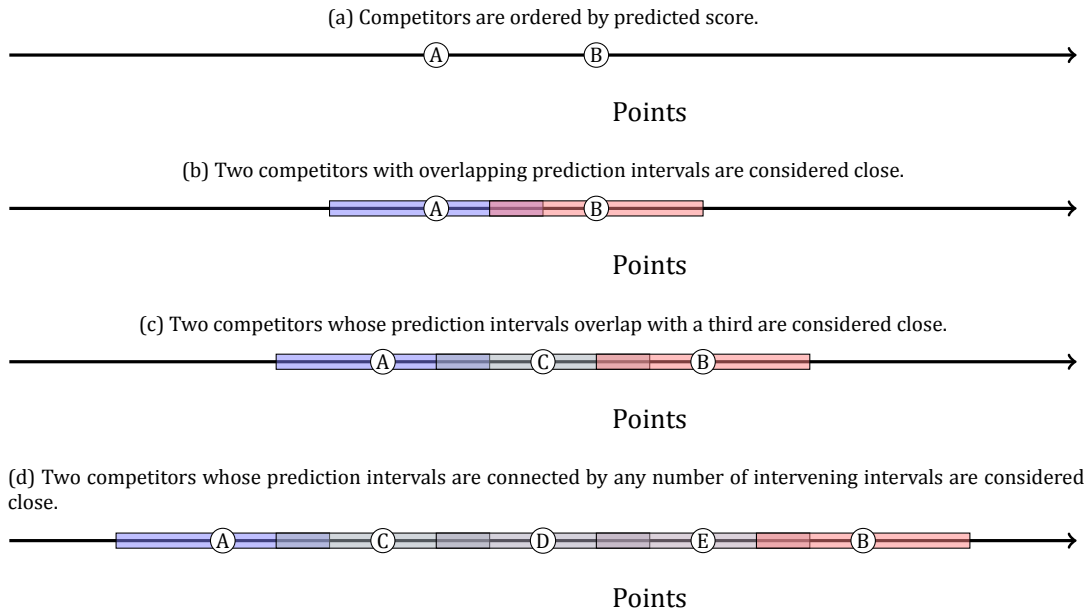 (a) Competitors are ordered by predicted score.
A B
Points
(b) Two competitors with overlapping prediction intervals are considered close.
A B
Points
(c) Two competitors whose prediction intervals overlap with a third are considered close.
A C B
Points
(d) Two competitors whose prediction intervals are connected by any number of intervening intervals are considered
close.
A C D E B
Points